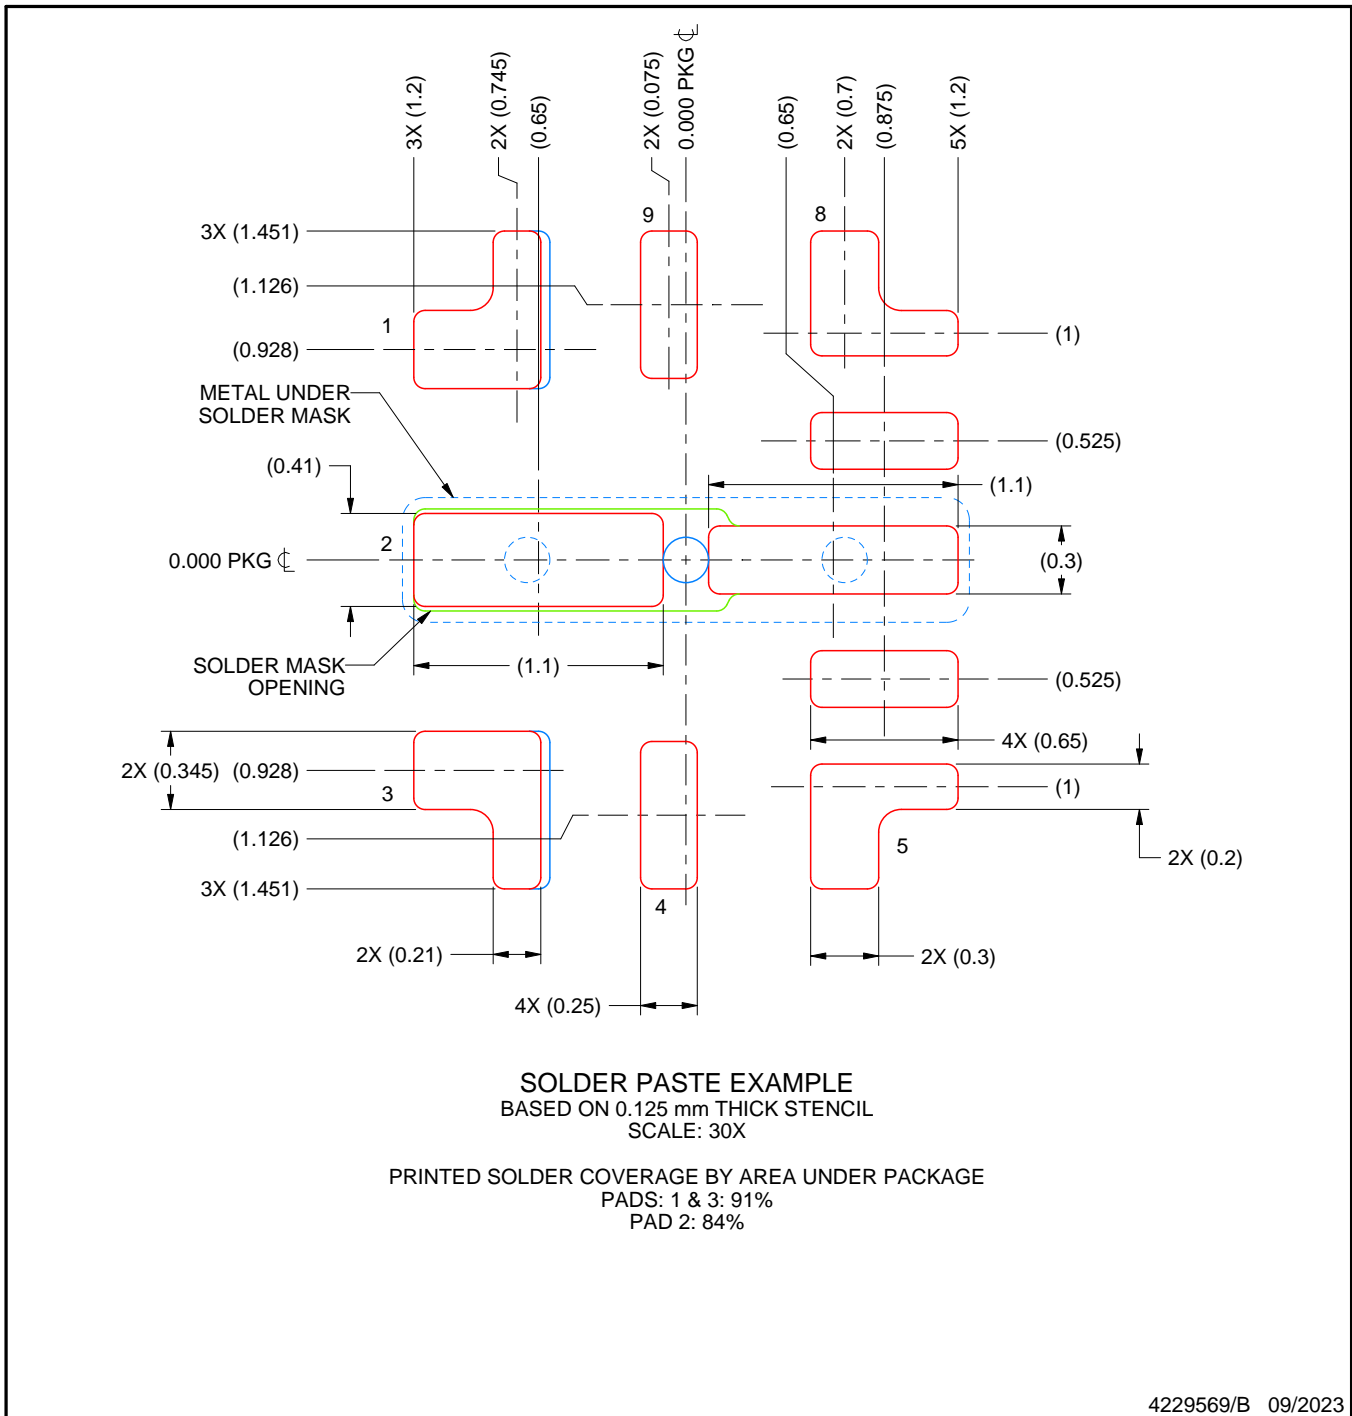 3X (1.2)
2X (0.745)
(0.65)
2X (0.075)
0.000 PKG ℄
(0.65)
2X (0.7)
(0.875)
5X (1.2)
9
8
3X (1.451)
(1.126)
1
(0.928)
(1)
METAL UNDER
SOLDER MASK
(0.525)
(0.41)
(1.1)
2
0.000 PKG ℄
(0.3)
SOLDER MASK
OPENING
(1.1)
(0.525)
4X (0.65)
2X (0.345)
(0.928)
3
(1)
(1.126)
5
2X (0.2)
3X (1.451)
4
2X (0.21)
2X (0.3)
4X (0.25)
SOLDER PASTE EXAMPLE
BASED ON 0.125 mm THICK STENCIL
SCALE: 30X
PRINTED SOLDER COVERAGE BY AREA UNDER PACKAGE
PADS: 1 & 3: 91%
PAD 2: 84%
4229569/B 09/2023